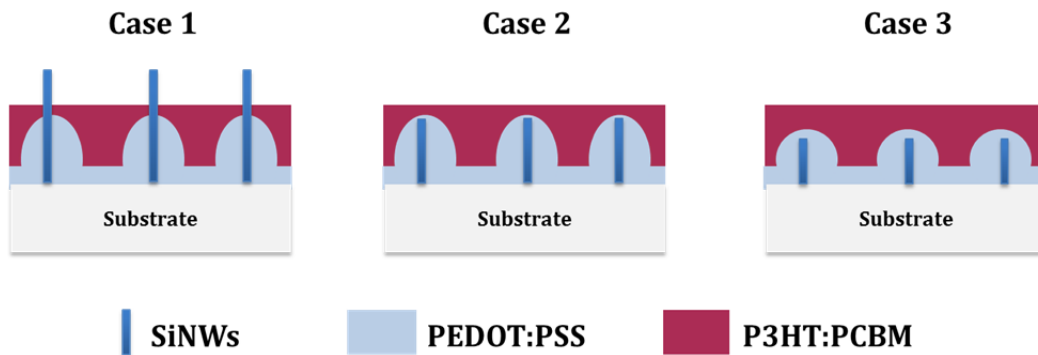 Case 1
Case 2
Case 3
Substrate
Substrate
Substrate
SiNWs
PEDOT:PSS
P3HT:PCBM